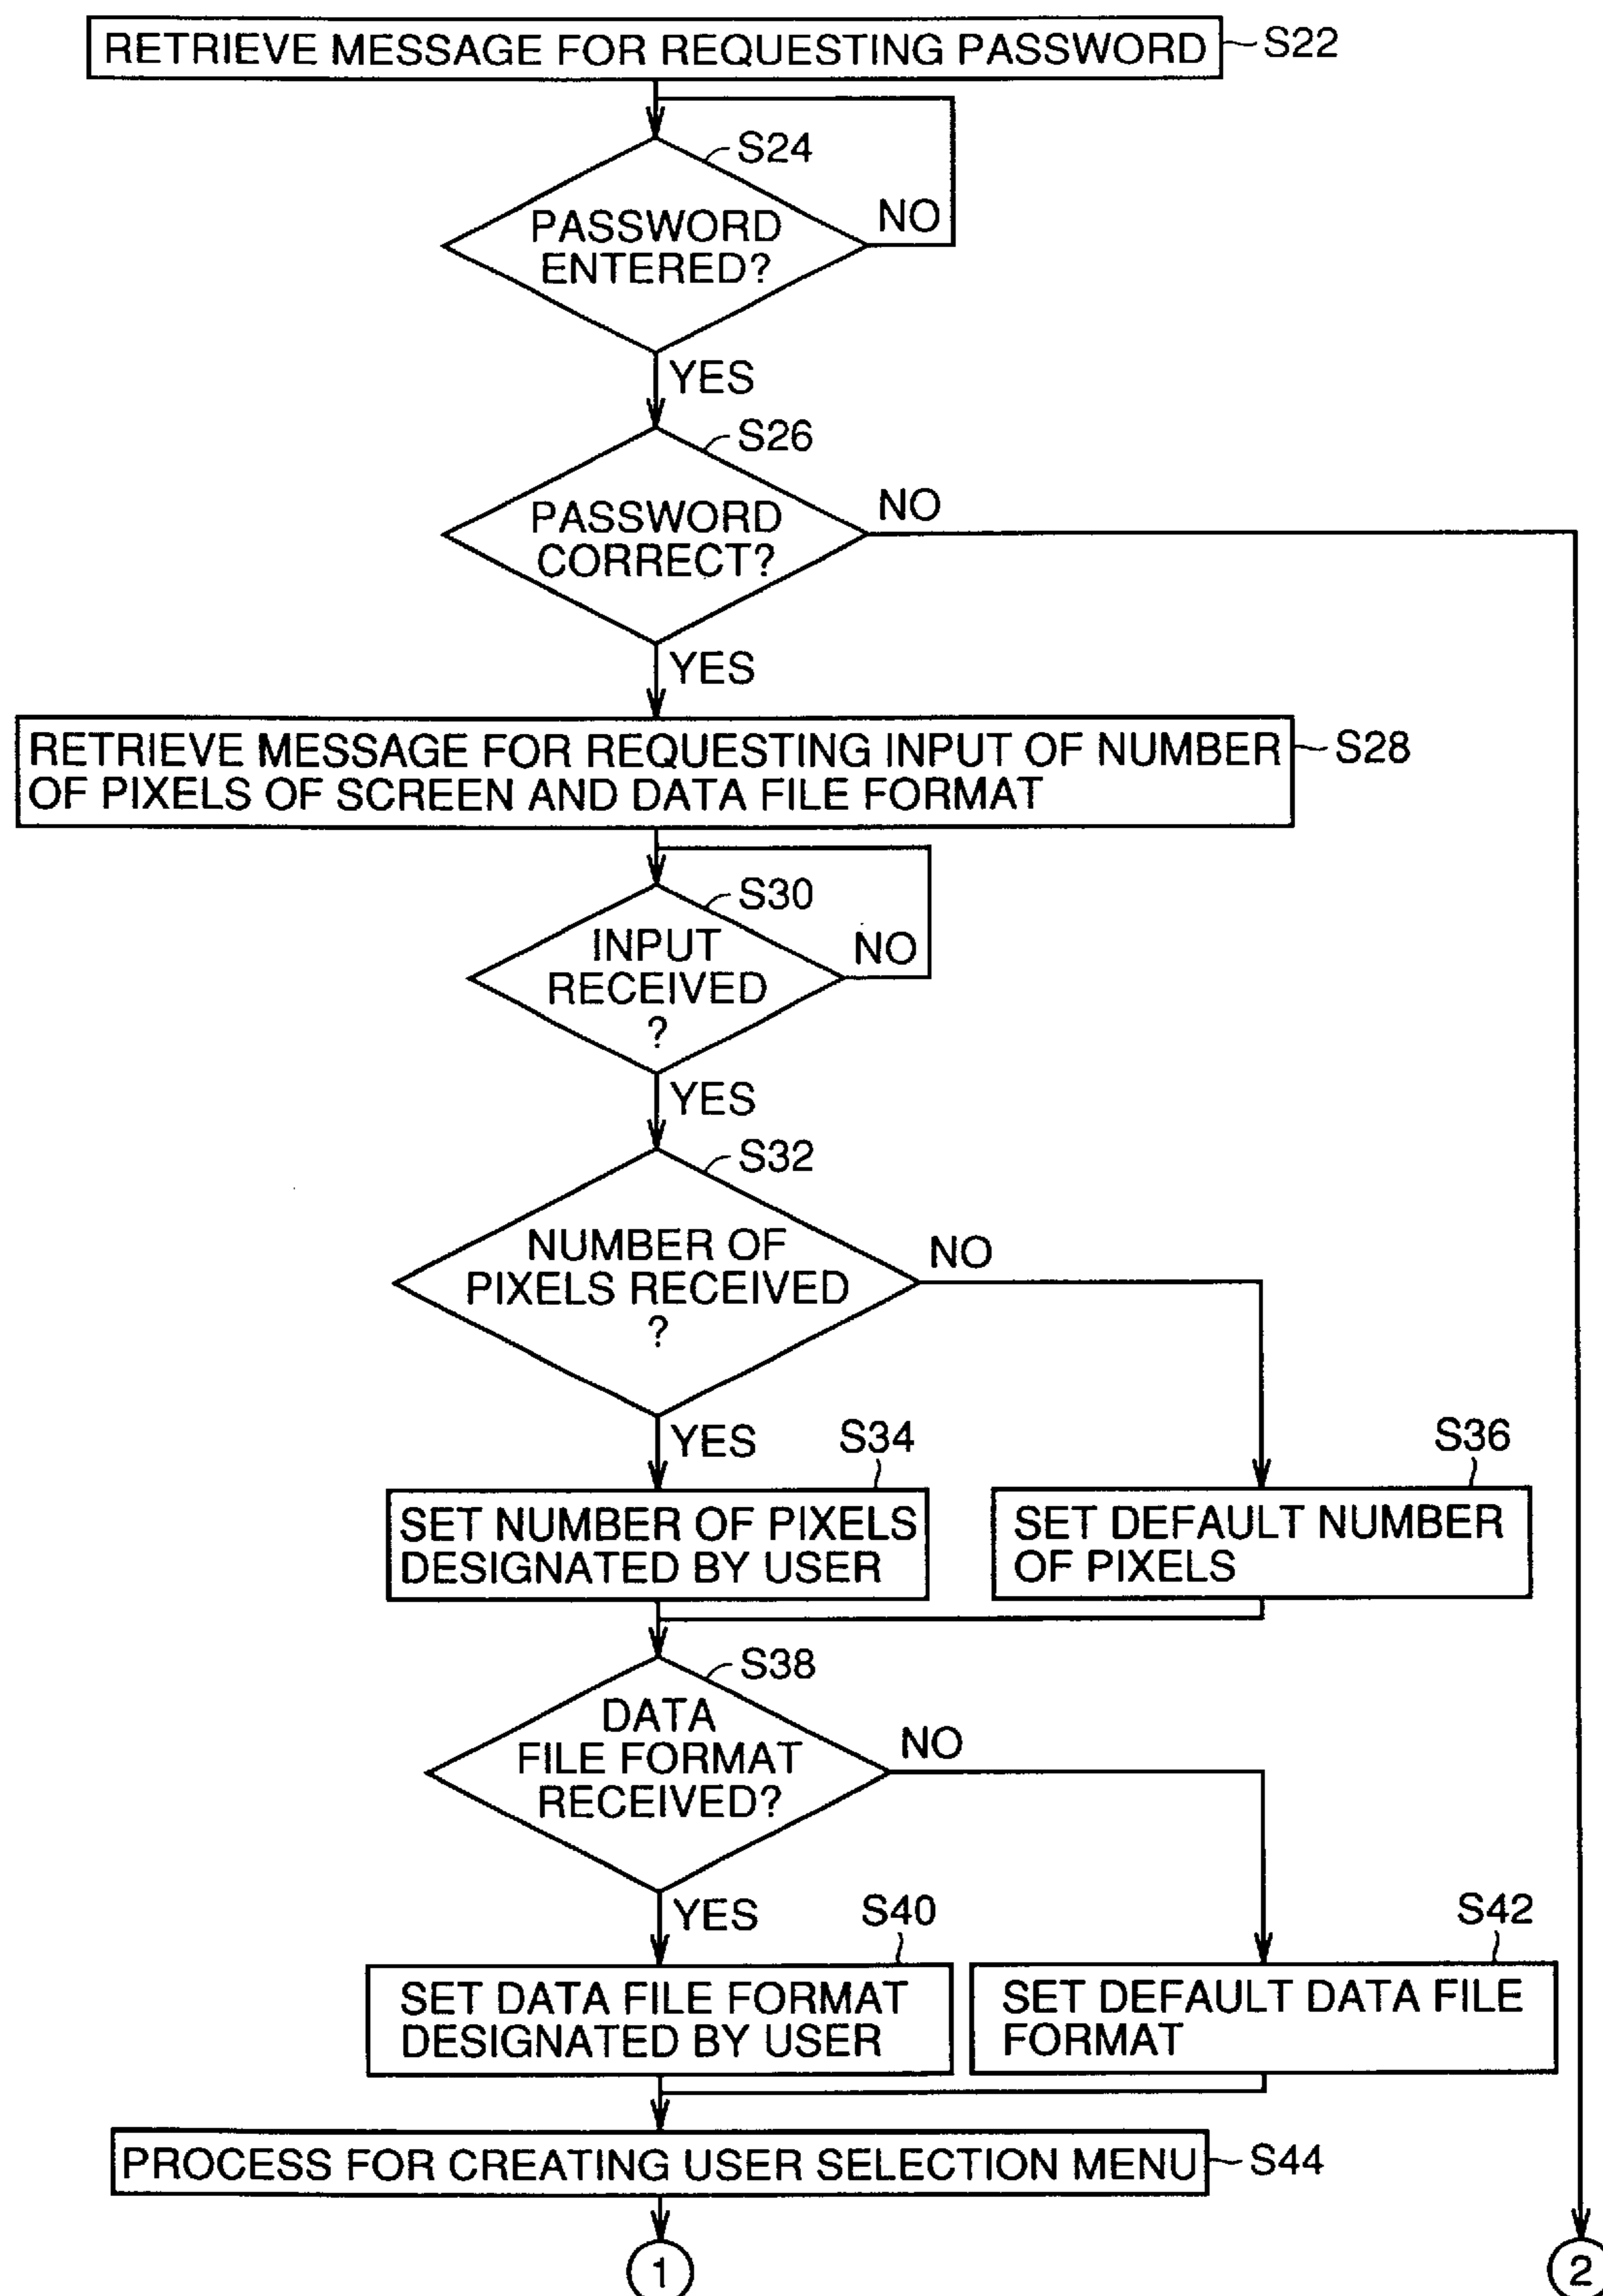 RETRIEVE MESSAGE FOR REQUESTING PASSWORD
S22
S24
PASSWORD
ENTERED?
NO
YES
S26
PASSWORD
CORRECT?
NO
YES
RETRIEVE MESSAGE FOR REQUESTING INPUT OF NUMBER
OF PIXELS OF SCREEN AND DATA FILE FORMAT
S28
S30
INPUT
RECEIVED
?
NO
YES
S32
NUMBER OF
PIXELS RECEIVED
?
NO
YES
S34
SET NUMBER OF PIXELS
DESIGNATED BY USER
S36
SET DEFAULT NUMBER
OF PIXELS
S38
DATA
FILE FORMAT
RECEIVED?
NO
YES
S40
SET DATA FILE FORMAT
DESIGNATED BY USER
S42
SET DEFAULT DATA FILE
FORMAT
PROCESS FOR CREATING USER SELECTION MENU
S44
1
2